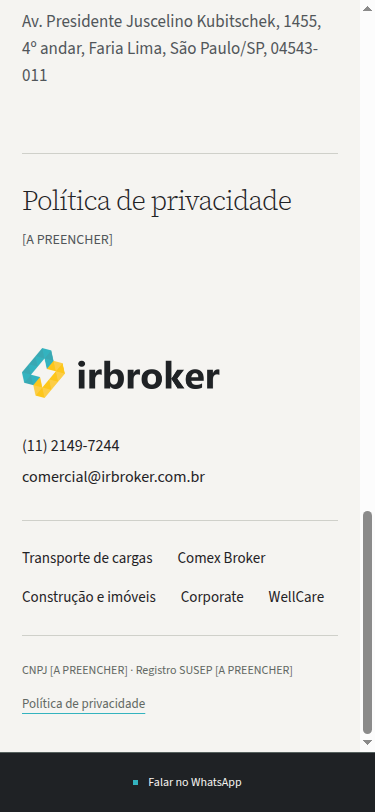 Av. Presidente Juscelino Kubitschek, 1455,
4º andar, Faria Lima, São Paulo/SP, 04543-
011
Política de privacidade
[A PREENCHER]
irbroker
(11) 2149-7244
comercial@irbroker.com.br
Transporte de cargas Comex Broker
Construção e imóveis Corporate WellCare
CNPJ [A PREENCHER] · Registro SUSEP [A PREENCHER]
Política de privacidade
Falar no WhatsApp